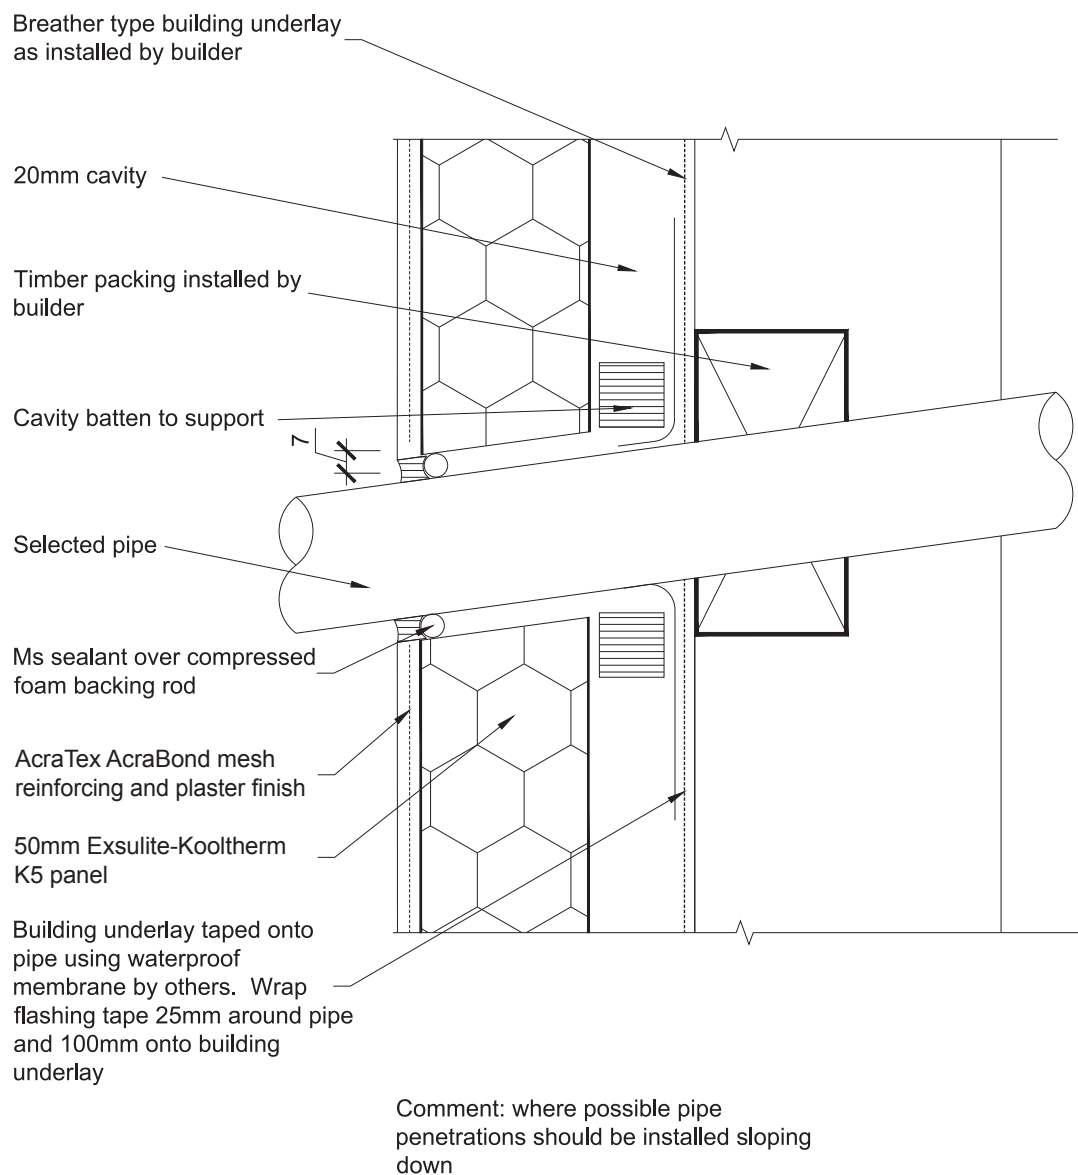 Breather type building underlay
as installed by builder
20mm cavity
Timber packing installed by
builder
Cavity batten to support
7
Selected pipe
Ms sealant over compressed
foam backing rod
AcraTex AcraBond mesh
reinforcing and plaster finish
50mm Exsulite-Kooltherm
K5 panel
Building underlay taped onto
pipe using waterproof
membrane by others.  Wrap
flashing tape 25mm around pipe
and 100mm onto building
underlay
Comment: where possible pipe
penetrations should be installed sloping
down